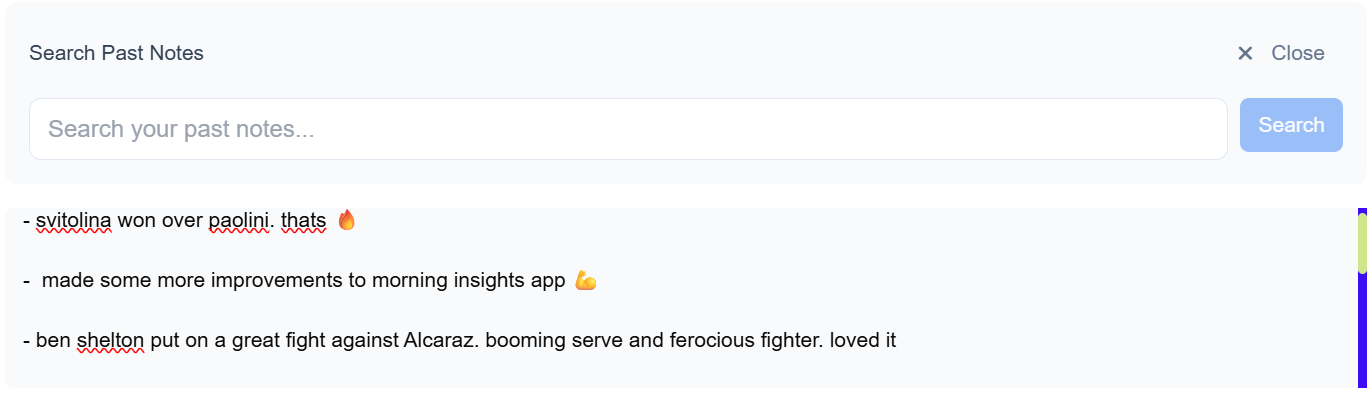 Search Past Notes
✕ Close
Search your past notes...
Search
- svitolina won over paolini. thats 🔥
-  made some more improvements to morning insights app 💪
- ben shelton put on a great fight against Alcaraz. booming serve and ferocious fighter. loved it